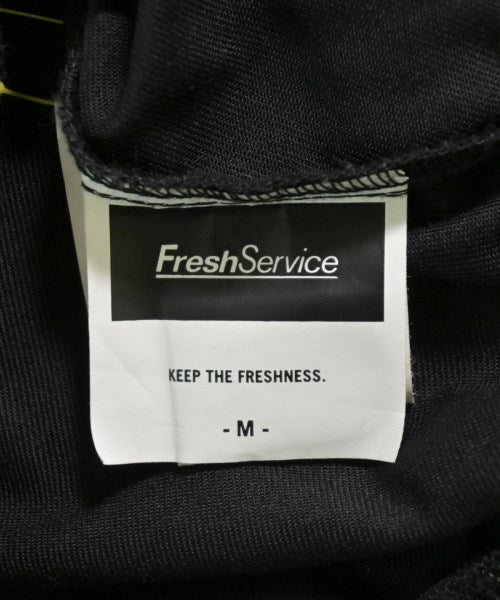 FreshService
KEEP THE FRESHNESS.
- M -